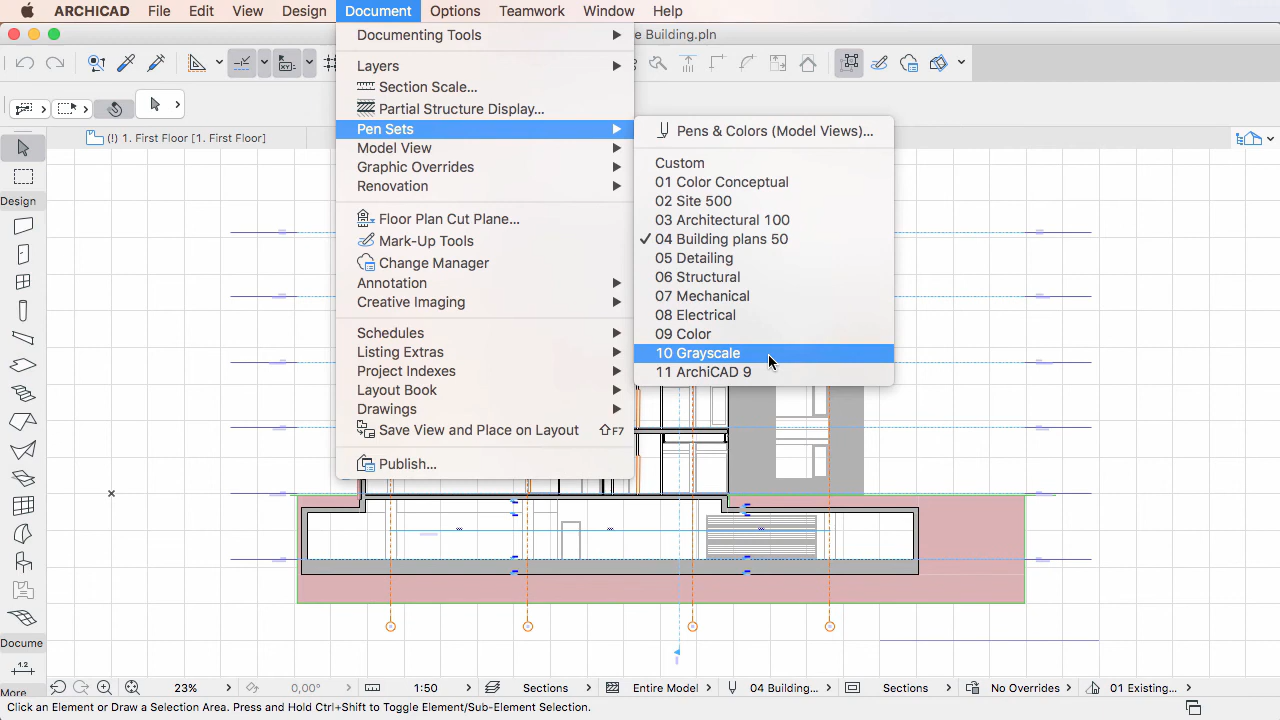 ARCHICAD File Edit View Design Document Options Teamwork Window Help
e Building.pln
Documenting Tools
Layers
Section Scale...
Partial Structure Display...
Pen Sets
Model View
Graphic Overrides
Renovation
Floor Plan Cut Plane...
Mark-Up Tools
Change Manager
Annotation
Creative Imaging
Schedules
Listing Extras
Project Indexes
Layout Book
Drawings
Save View and Place on Layout ⇧F7
Publish...
Pens & Colors (Model Views)...
Custom
01 Color Conceptual
02 Site 500
03 Architectural 100
✓ 04 Building plans 50
05 Detailing
06 Structural
07 Mechanical
08 Electrical
09 Color
10 Grayscale
11 ArchiCAD 9
(!) 1. First Floor [1. First Floor]
Design
Docume
1.2
More
23% 0,00° 1:50 Sections Entire Model 04 Building... Sections No Overrides 01 Existing...
Click an Element or Draw a Selection Area. Press and Hold Ctrl+Shift to Toggle Element/Sub-Element Selection.